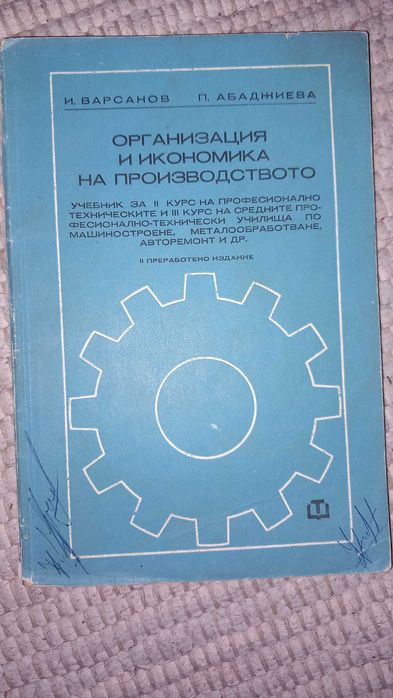 И. ВАРСАНОВ П. АБАДЖИЕВА
ОРГАНИЗАЦИЯ
И ИКОНОМИКА
НА ПРОИЗВОДСТВОТО
УЧЕБНИК ЗА II КУРС НА ПРОФЕСИОНАЛНО
ТЕХНИЧЕСКИТЕ И III КУРС НА СРЕДНИТЕ ПРО-
ФЕСИОНАЛНО-ТЕХНИЧЕСКИ УЧИЛИЩА ПО
МАШИНОСТРОЕНЕ, МЕТАЛООБРАБОТВАНЕ,
АВТОРЕМОНТ И ДР.
II ПРЕРАБОТЕНО ИЗДАНИЕ
Т